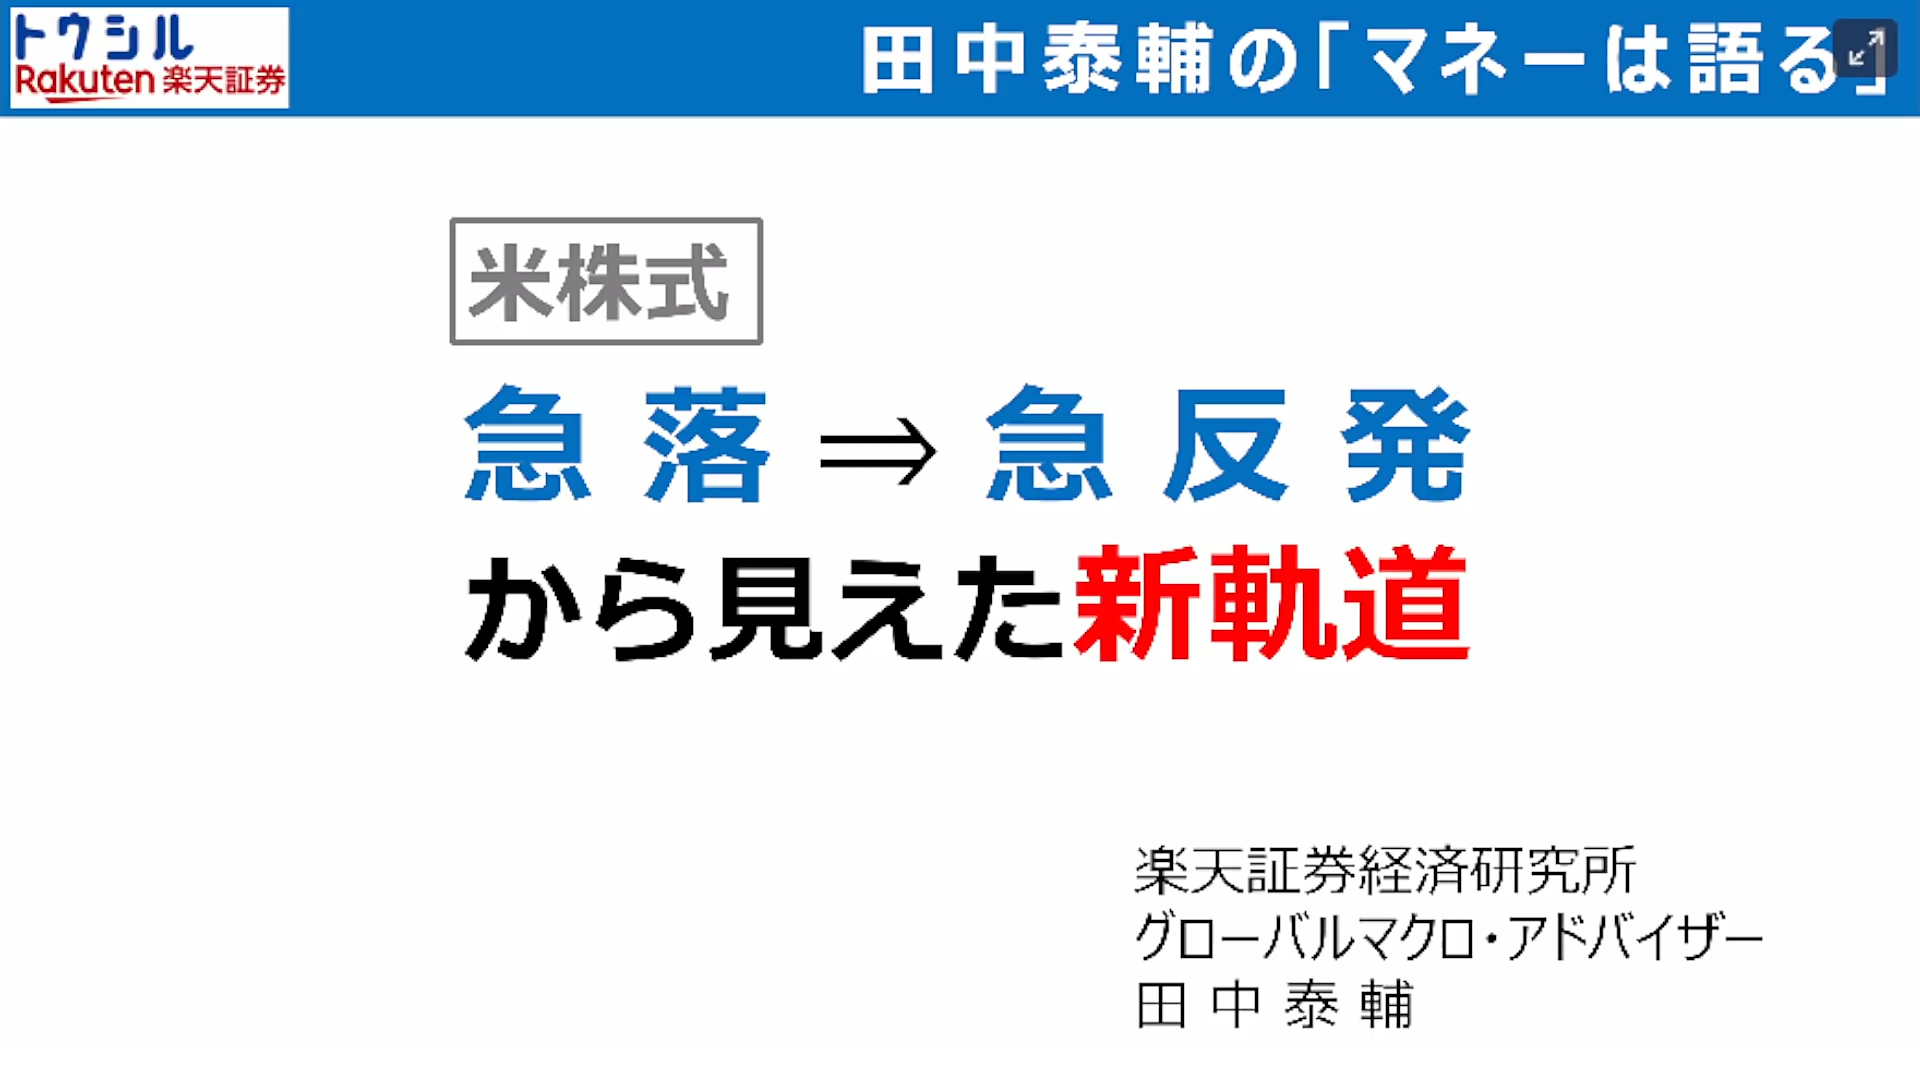 トウシル
Rakuten 楽天証券
田中泰輔の「マネーは語る」
米株式
急落⇒急反発
から見えた新軌道
楽天証券経済研究所
グローバルマクロ・アドバイザー
田中泰輔